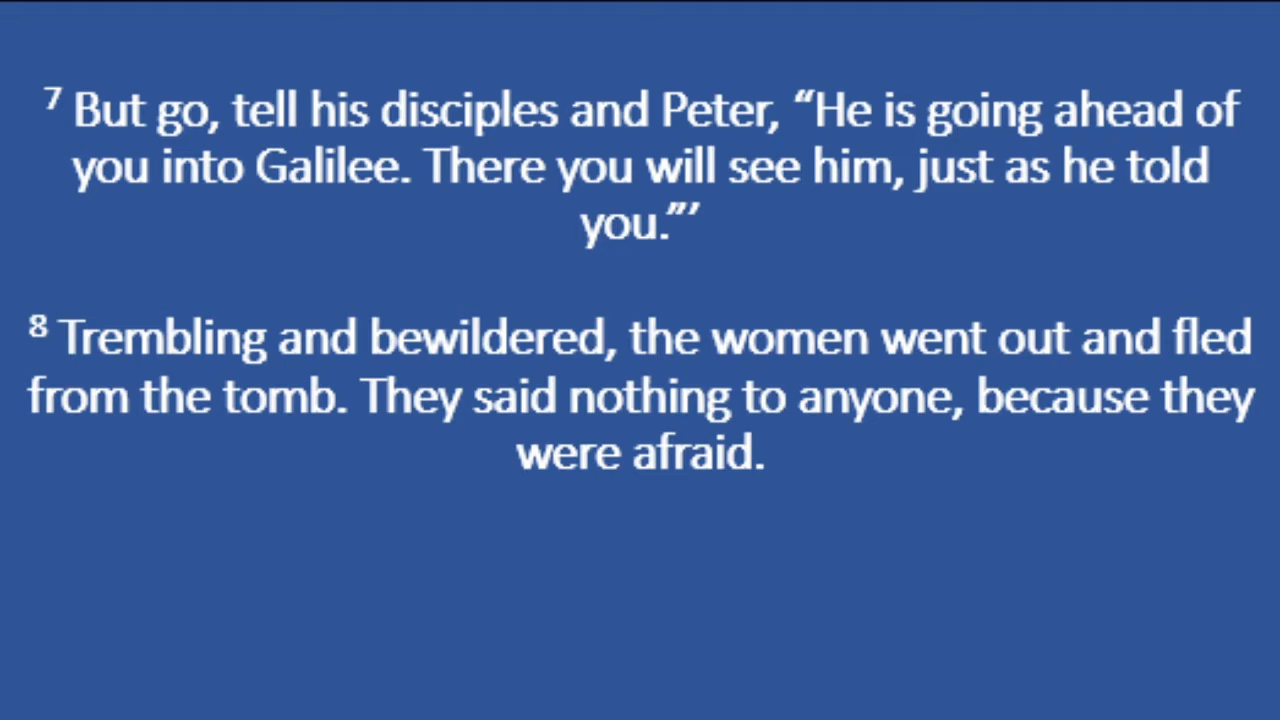 7 But go, tell his disciples and Peter, “He is going ahead of
you into Galilee. There you will see him, just as he told
you.”’
8 Trembling and bewildered, the women went out and fled
from the tomb. They said nothing to anyone, because they
were afraid.